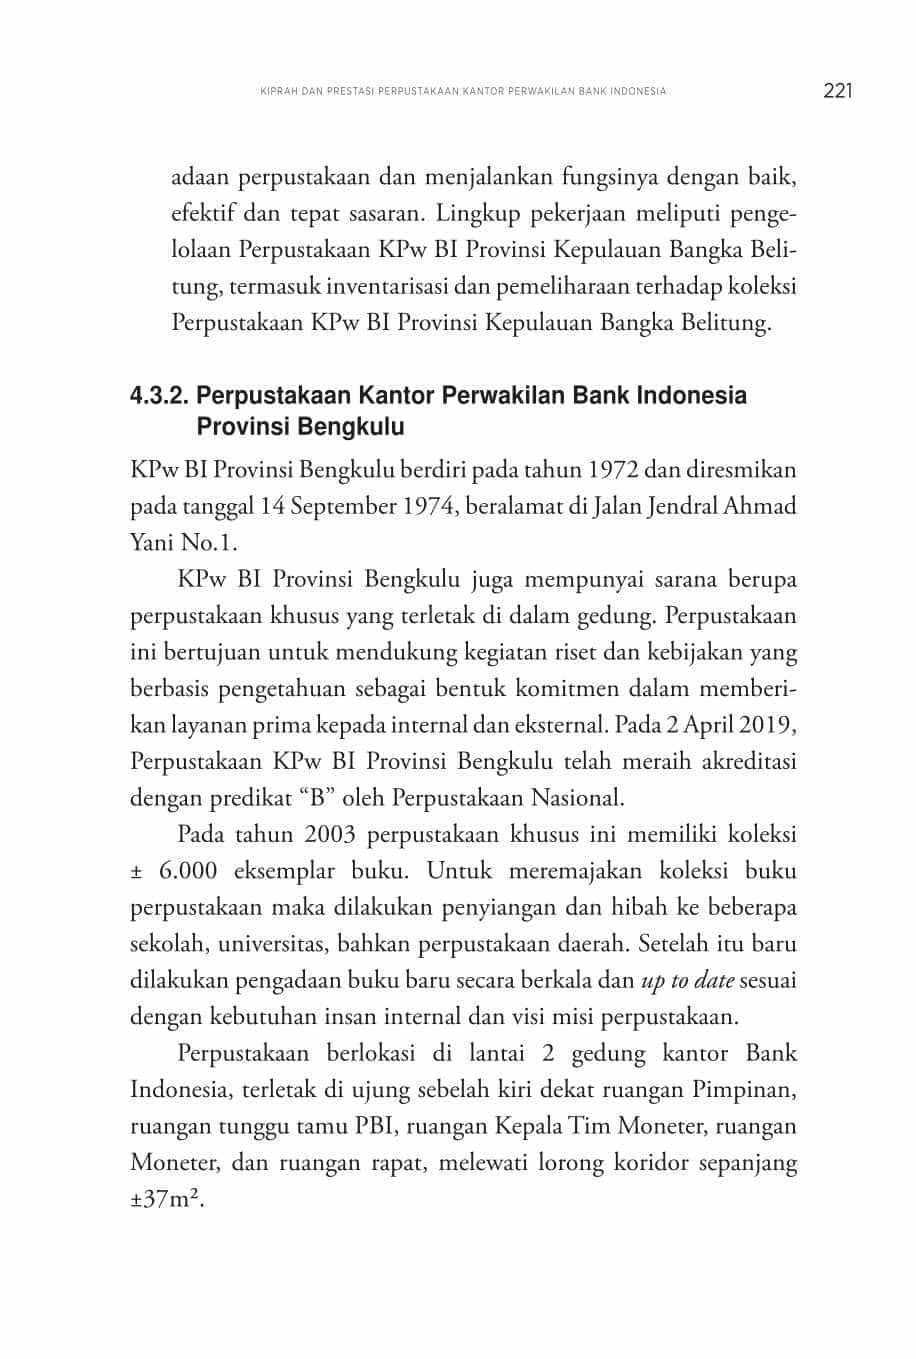 KIPRAH DAN PRESTASI PERPUSTAKAAN KANTOR PERWAKILAN BANK INDONESIA 221
adaan perpustakaan dan menjalankan fungsinya dengan baik,
efektif dan tepat sasaran. Lingkup pekerjaan meliputi penge-
lolaan Perpustakaan KPw BI Provinsi Kepulauan Bangka Beli-
tung, termasuk inventarisasi dan pemeliharaan terhadap koleksi
Perpustakaan KPw BI Provinsi Kepulauan Bangka Belitung.
4.3.2. Perpustakaan Kantor Perwakilan Bank Indonesia
Provinsi Bengkulu
KPw BI Provinsi Bengkulu berdiri pada tahun 1972 dan diresmikan
pada tanggal 14 September 1974, beralamat di Jalan Jendral Ahmad
Yani No.1.
KPw BI Provinsi Bengkulu juga mempunyai sarana berupa
perpustakaan khusus yang terletak di dalam gedung. Perpustakaan
ini bertujuan untuk mendukung kegiatan riset dan kebijakan yang
berbasis pengetahuan sebagai bentuk komitmen dalam memberi-
kan layanan prima kepada internal dan eksternal. Pada 2 April 2019,
Perpustakaan KPw BI Provinsi Bengkulu telah meraih akreditasi
dengan predikat “B” oleh Perpustakaan Nasional.
Pada tahun 2003 perpustakaan khusus ini memiliki koleksi
± 6.000 eksemplar buku. Untuk meremajakan koleksi buku
perpustakaan maka dilakukan penyiangan dan hibah ke beberapa
sekolah, universitas, bahkan perpustakaan daerah. Setelah itu baru
dilakukan pengadaan buku baru secara berkala dan up to date sesuai
dengan kebutuhan insan internal dan visi misi perpustakaan.
Perpustakaan berlokasi di lantai 2 gedung kantor Bank
Indonesia, terletak di ujung sebelah kiri dekat ruangan Pimpinan,
ruangan tunggu tamu PBI, ruangan Kepala Tim Moneter, ruangan
Moneter, dan ruangan rapat, melewati lorong koridor sepanjang
±37m².